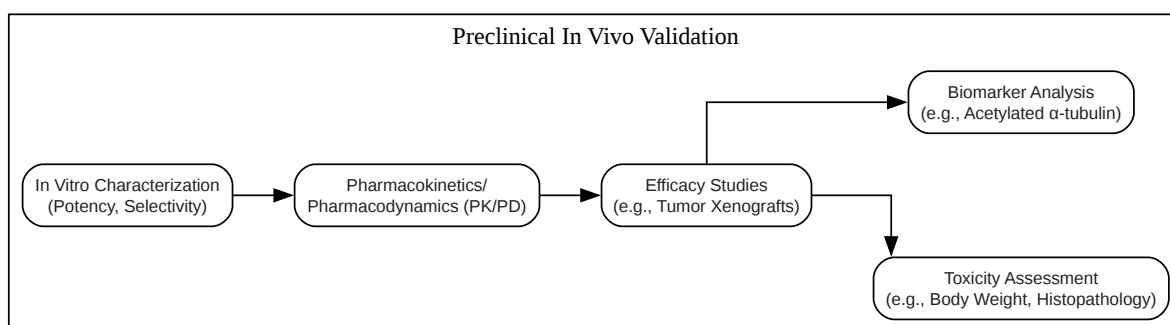 Preclinical In Vivo Validation
In Vitro Characterization
(Potency, Selectivity)
Pharmacokinetics/
Pharmacodynamics (PK/PD)
Efficacy Studies
(e.g., Tumor Xenografts)
Biomarker Analysis
(e.g., Acetylated α-tubulin)
Toxicity Assessment
(e.g., Body Weight, Histopathology)